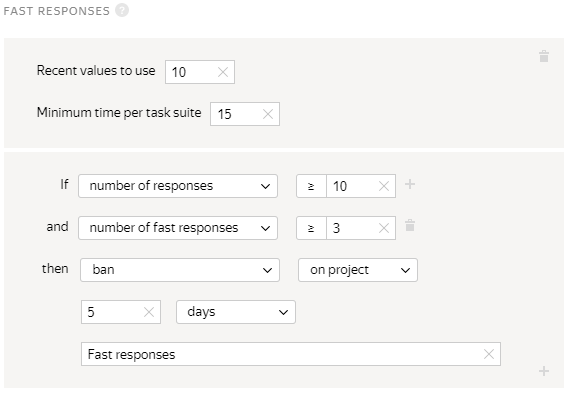 FAST RESPONSES ?
Recent values to use 10
Minimum time per task suite 15
If number of responses ≥ 10
and number of fast responses ≥ 3
then ban on project
5 days
Fast responses